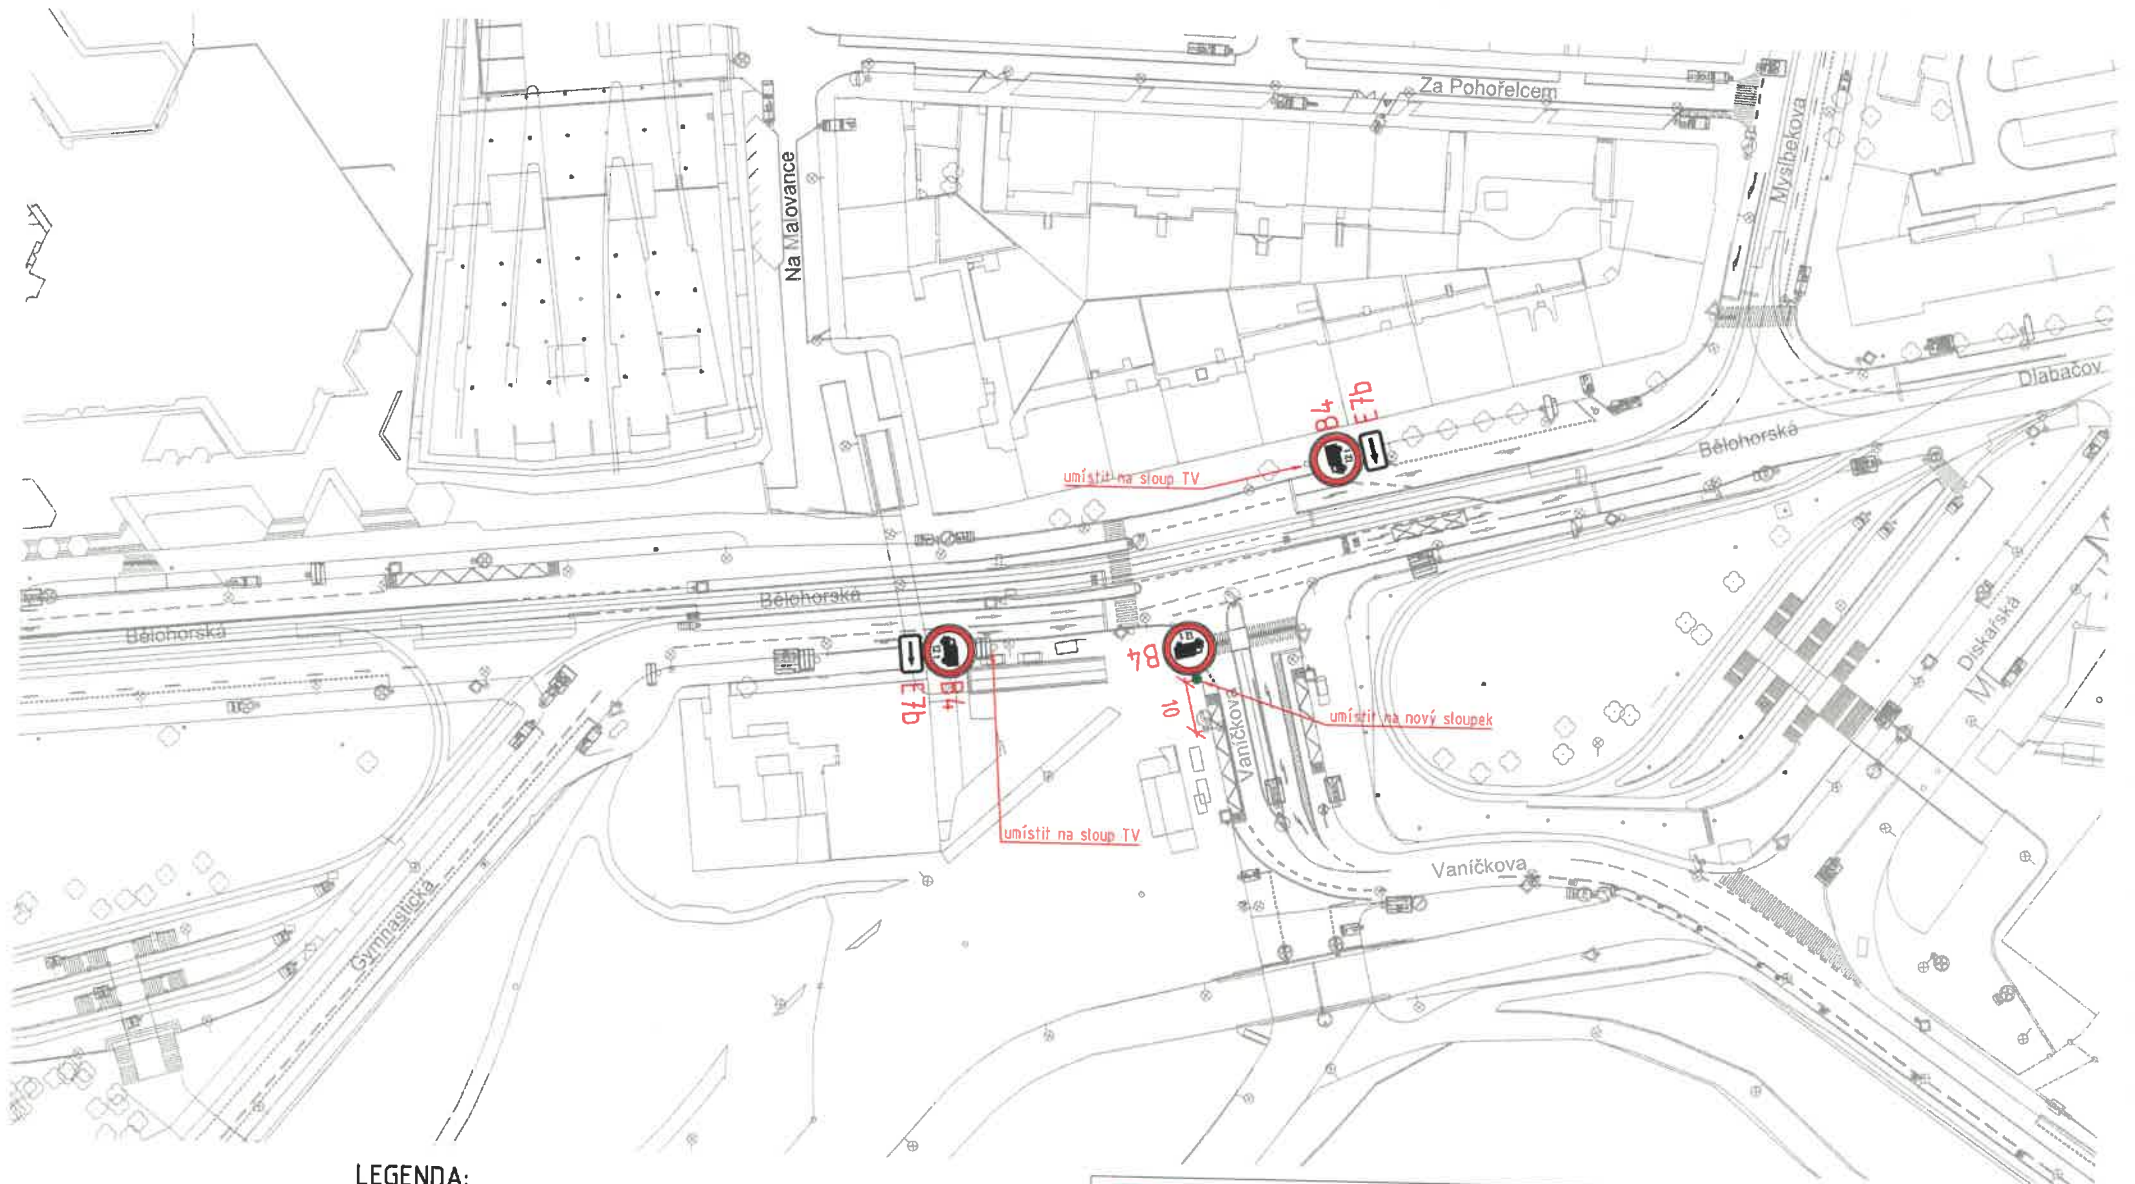 Za Pohořelcem
Myslbekova
Na Malovance
Dlabačov
B4
E7b
Bělohorská
umístit na sloup TV
Bělohorská
Bělohorská
Diskařská
B4
E7b
B4
10
umístit na nový sloupek
Vaníčkova
umístit na sloup TV
Vaníčkova
Gymnastická
LEGENDA: